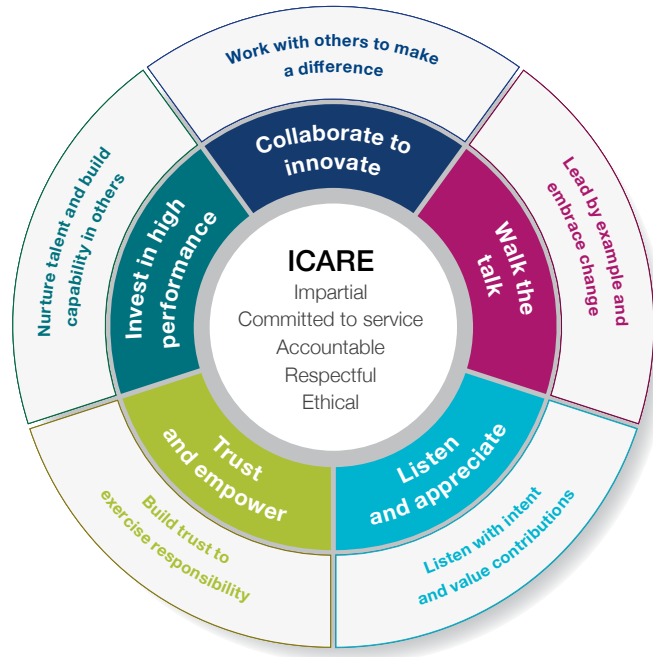 Work with others to make
a difference
Collaborate to
innovate
Lead by example and
embrace change
Walk the
talk
Listen with intent
and value contributions
Listen
and appreciate
Build trust to
exercise responsibility
Trust
and empower
Nurture talent and build
capability in others
Invest in high
performance
ICARE
Impartial
Committed to service
Accountable
Respectful
Ethical